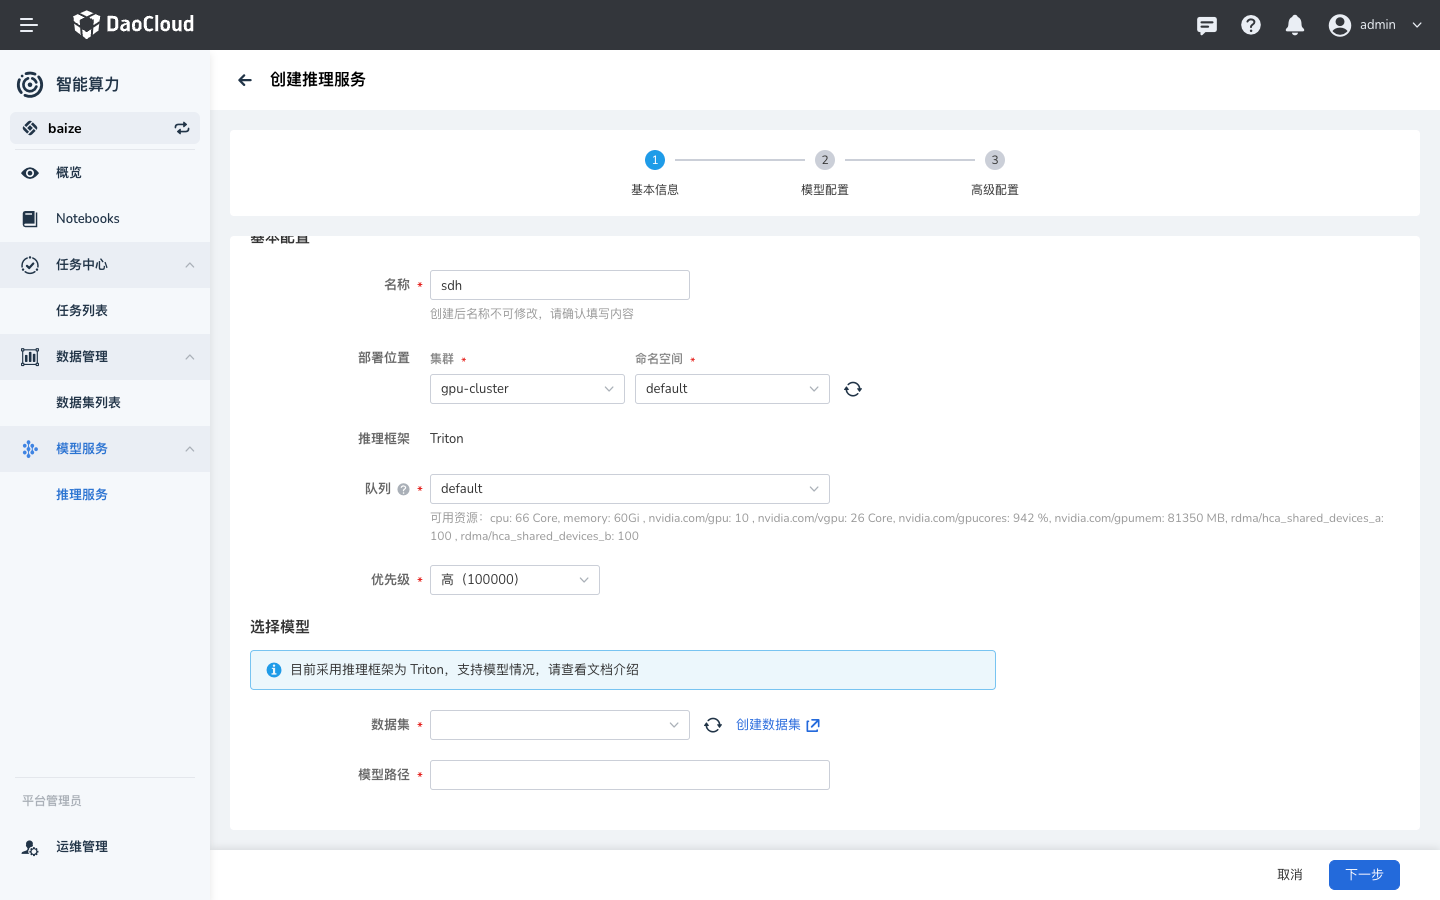 DaoCloud
admin
智能算力
baize
概览
Notebooks
任务中心
任务列表
数据管理
数据集列表
模型服务
推理服务
平台管理员
运维管理
创建推理服务
1 2 3
基本信息 模型配置 高级配置
基本配置
名称 * sdh
创建后名称不可修改，请确认填写内容
部署位置 集群 * 命名空间 *
gpu-cluster default
推理框架 Triton
队列 * default
可用资源：cpu: 66 Core, memory: 60Gi , nvidia.com/gpu: 10 , nvidia.com/vgpu: 26 Core, nvidia.com/gpucores: 942 %, nvidia.com/gpumem: 81350 MB, rdma/hca_shared_devices_a:
100 , rdma/hca_shared_devices_b: 100
优先级 * 高（100000）
选择模型
目前采用推理框架为 Triton，支持模型情况，请查看文档介绍
数据集 * 创建数据集
模型路径 *
取消 下一步